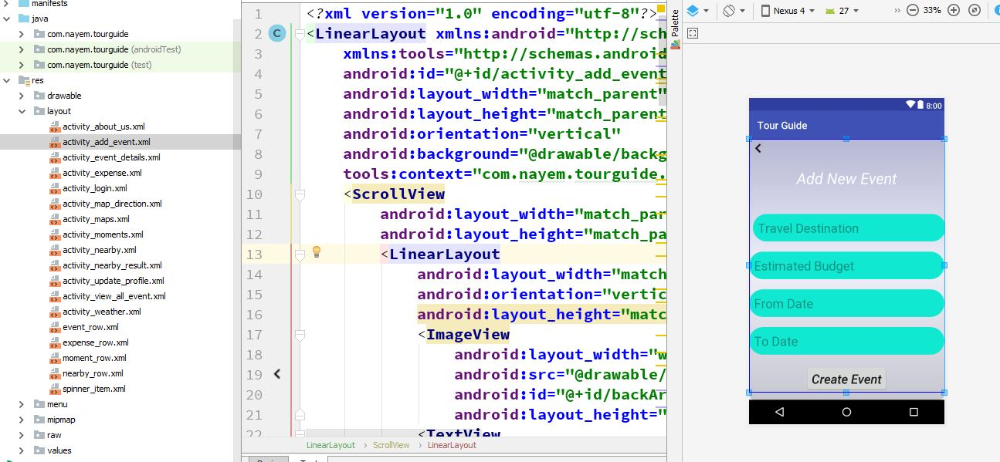 manifests
java
com.nayem.tourguide
com.nayem.tourguide (androidTest)
com.nayem.tourguide (test)
res
drawable
layout
activity_about_us.xml
activity_add_event.xml
activity_event_details.xml
activity_expense.xml
activity_login.xml
activity_map_direction.xml
activity_maps.xml
activity_moments.xml
activity_nearby.xml
activity_nearby_result.xml
activity_update_profile.xml
activity_view_all_event.xml
activity_weather.xml
event_row.xml
expense_row.xml
moment_row.xml
nearby_row.xml
spinner_item.xml
menu
mipmap
raw
values
1 <?xml version="1.0" encoding="utf-8"?>
2 C <LinearLayout xmlns:android="http://sch
3 xmlns:tools="http://schemas.android
4 android:id="@+id/activity_add_event
5 android:layout_width="match_parent"
6 android:layout_height="match_parent
7 android:orientation="vertical"
8 android:background="@drawable/backg
9 tools:context="com.nayem.tourguide.
10 <ScrollView
11 android:layout_width="match_par
12 android:layout_height="match_pa
13 <LinearLayout
14 android:layout_width="match
15 android:orientation="vertic
16 android:layout_height="matc
17 <ImageView
18 android:layout_width="w
19 android:src="@drawable/
20 android:id="@+id/backAr
21 android:layout_height="
22 <TextView
LinearLayout › ScrollView › LinearLayout
Palette
Nexus 4
27
33%
8:00
Tour Guide
Add New Event
Travel Destination
Estimated Budget
From Date
To Date
Create Event